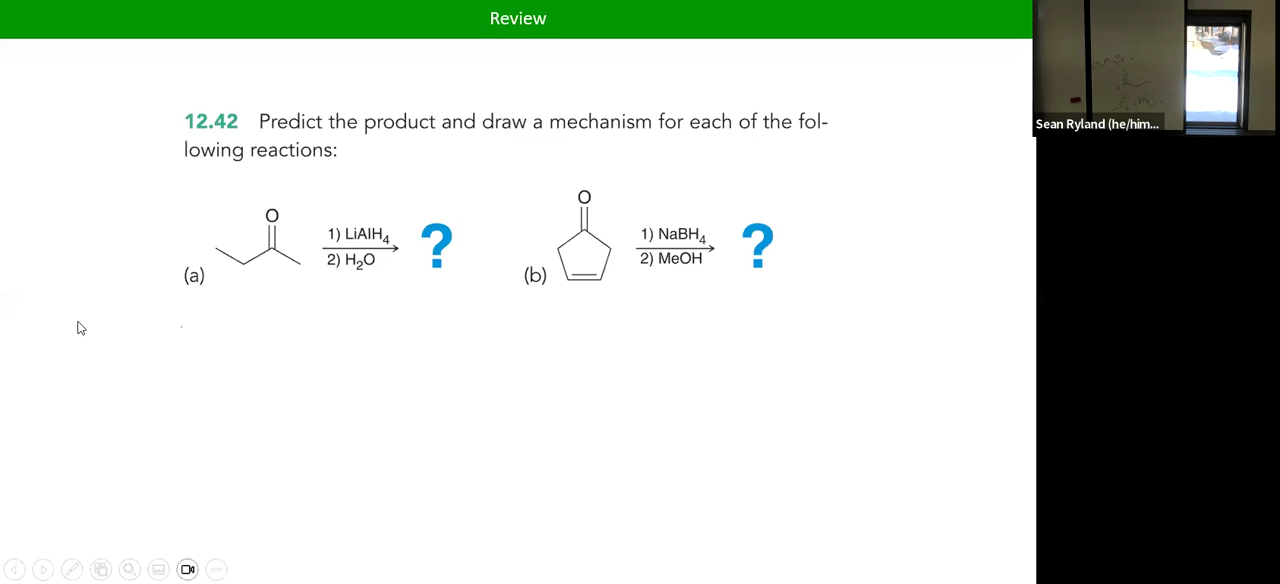 Review
12.42 Predict the product and draw a mechanism for each of the fol-
lowing reactions:
O
1) LiAlH4
2) H2O
?
(a)
O
1) NaBH4
2) MeOH
?
(b)
Sean Ryland (he/him...